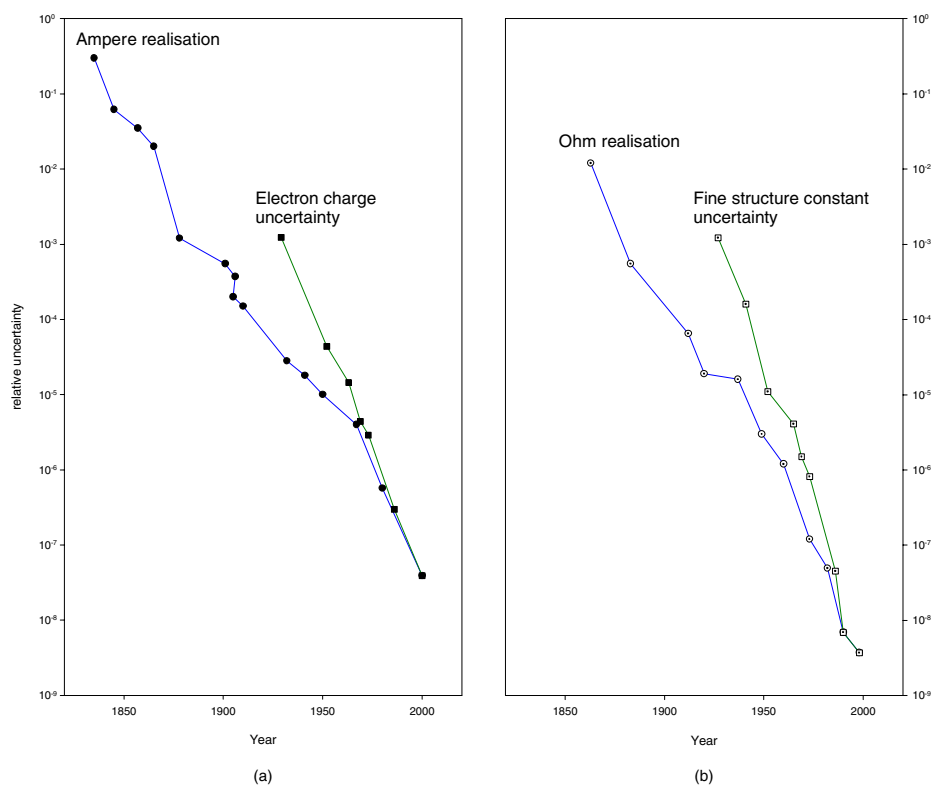 Ampere realisation
Electron charge
uncertainty
relative uncertainty
10⁰
10⁻¹
10⁻²
10⁻³
10⁻⁴
10⁻⁵
10⁻⁶
10⁻⁷
10⁻⁸
10⁻⁹
1850 1900 1950 2000
Year
(a)
Ohm realisation
Fine structure constant
uncertainty
10⁰
10⁻¹
10⁻²
10⁻³
10⁻⁴
10⁻⁵
10⁻⁶
10⁻⁷
10⁻⁸
10⁻⁹
1850 1900 1950 2000
Year
(b)